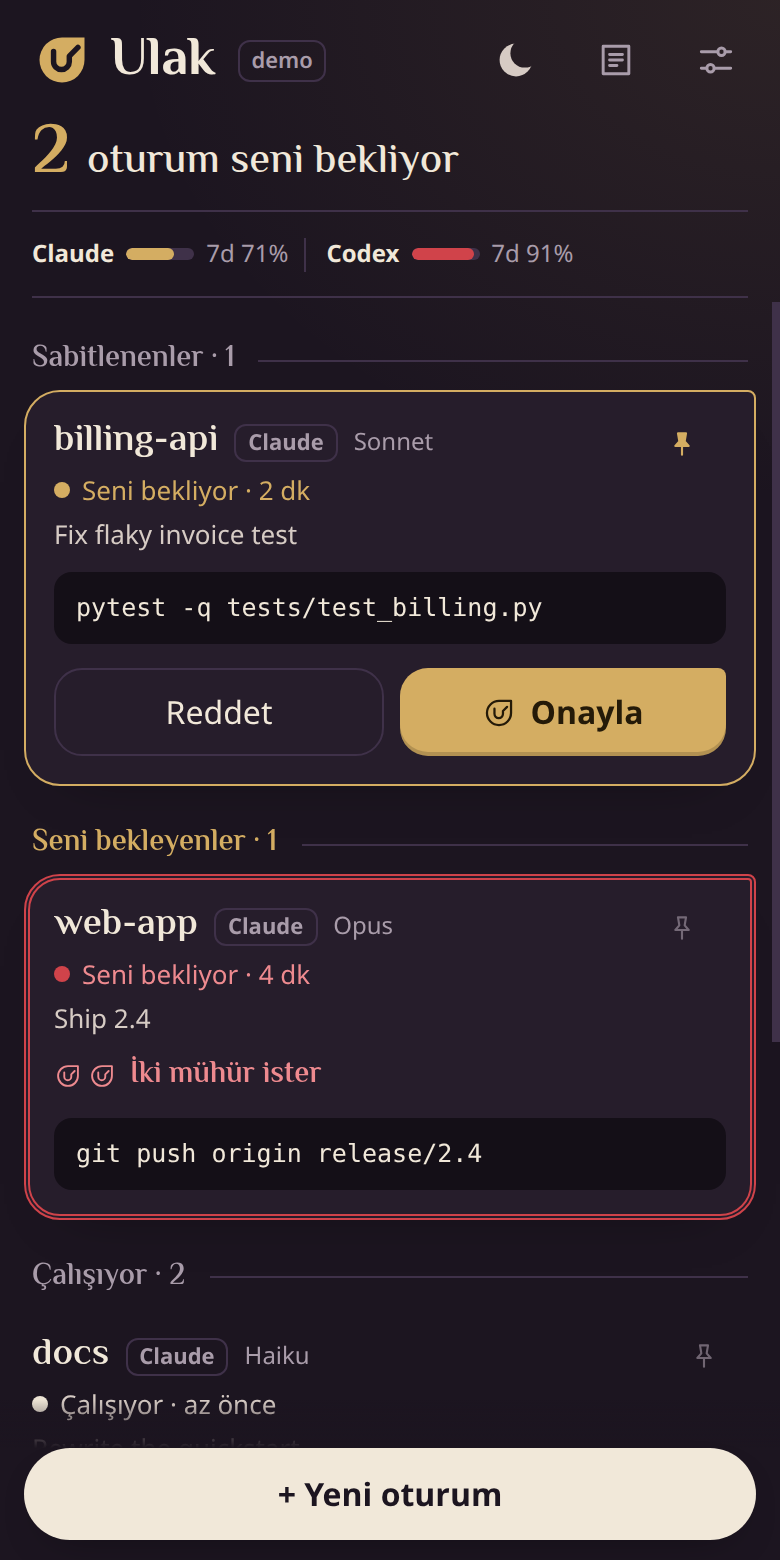 Ulak demo
2 oturum seni bekliyor
Claude 7d 71% Codex 7d 91%
Sabitlenenler · 1
billing-api Claude Sonnet
Seni bekliyor · 2 dk
Fix flaky invoice test
pytest -q tests/test_billing.py
Reddet Onayla
Seni bekleyenler · 1
web-app Claude Opus
Seni bekliyor · 4 dk
Ship 2.4
İki mühür ister
git push origin release/2.4
Çalışıyor · 2
docs Claude Haiku
Çalışıyor · az önce
+ Yeni oturum